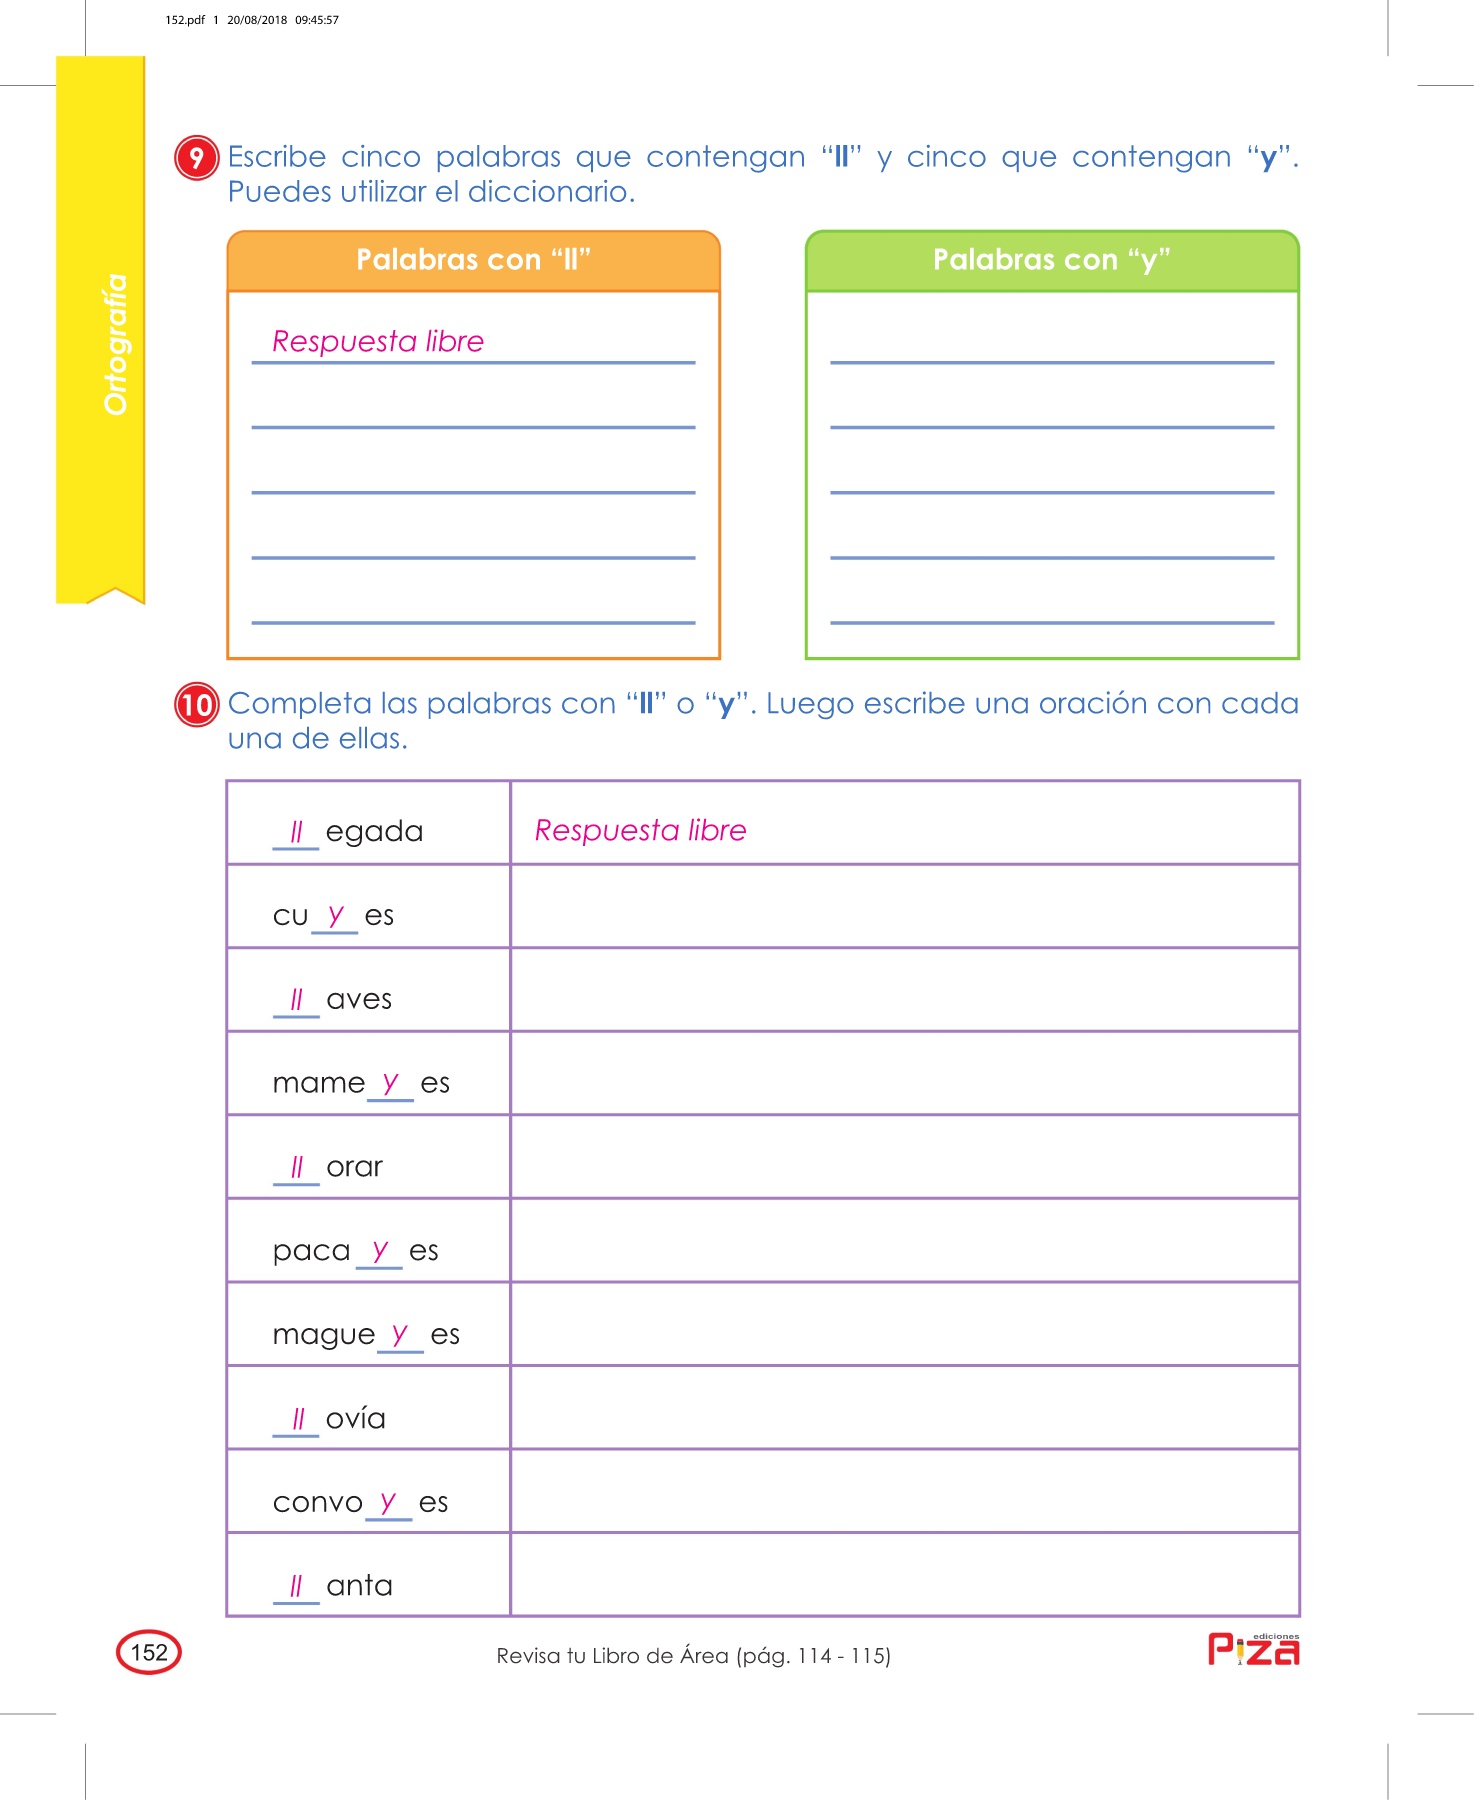 152.pdf 1 20/08/2018 09:45:57
Ortografía
9 Escribe cinco palabras que contengan “ll” y cinco que contengan “y”.
Puedes utilizar el diccionario.
Palabras con “ll”
Respuesta libre
Palabras con “y”
10 Completa las palabras con “ll” o “y”. Luego escribe una oración con cada
una de ellas.
ll egada Respuesta libre
cu y es
ll aves
mame y es
ll orar
paca y es
mague y es
ll ovía
convo y es
ll anta
152
Revisa tu Libro de Área (pág. 114 - 115)
ediciones
Piza